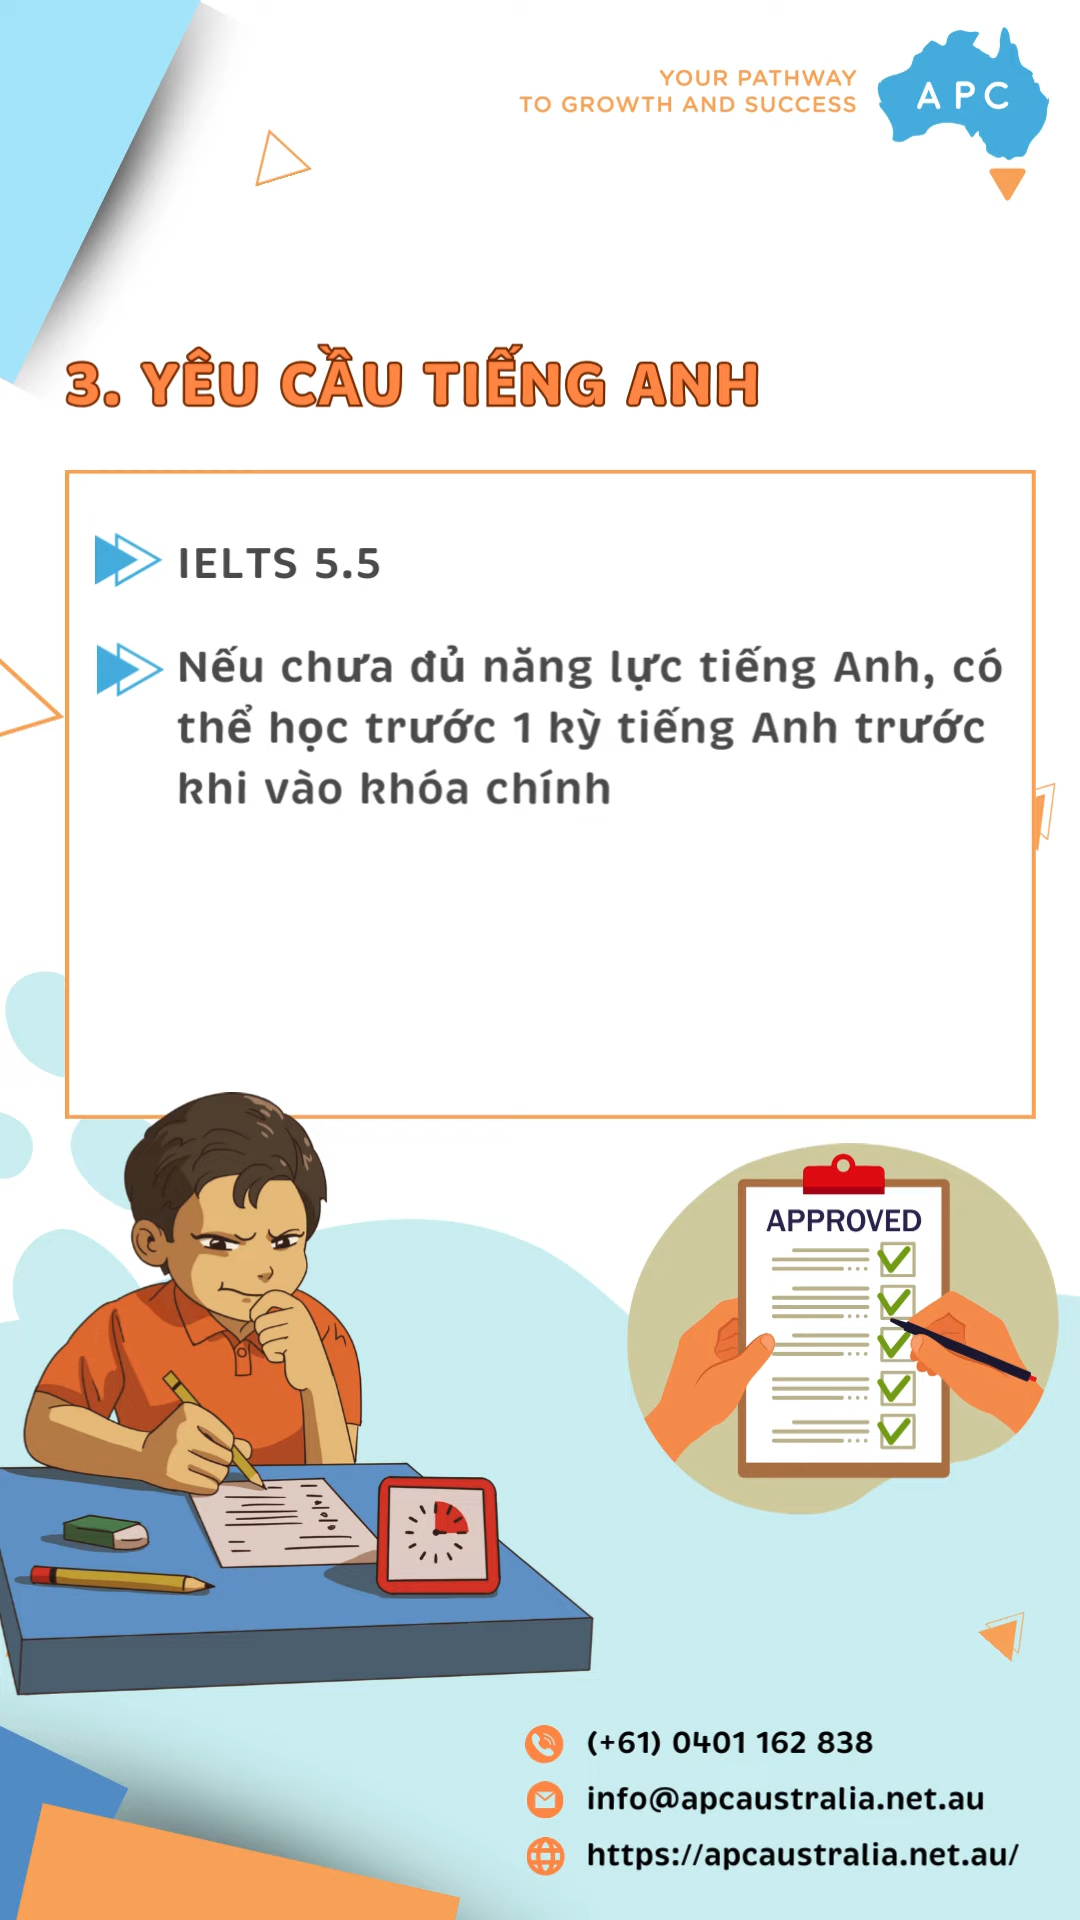 YOUR PATHWAY
TO GROWTH AND SUCCESS
APC
3. YÊU CẦU TIẾNG ANH
IELTS 5.5
Nếu chưa đủ năng lực tiếng Anh, có
thể học trước 1 kỳ tiếng Anh trước
khi vào khóa chính
APPROVED
(+61) 0401 162 838
info@apcaustralia.net.au
https://apcaustralia.net.au/